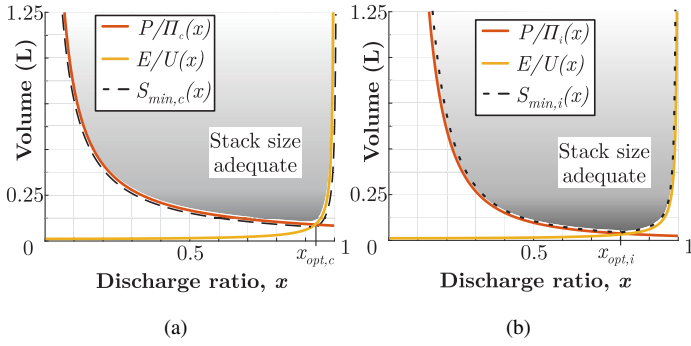 1.25
P/Π_c(x)
E/U(x)
S_min,c(x)
Volume (L)
Stack size
adequate
0.25
0
0.5
x_opt,c
1
Discharge ratio, x
(a)
1.25
P/Π_i(x)
E/U(x)
S_min,i(x)
Volume (L)
Stack size
adequate
0.25
0
0.5
x_opt,i
1
Discharge ratio, x
(b)